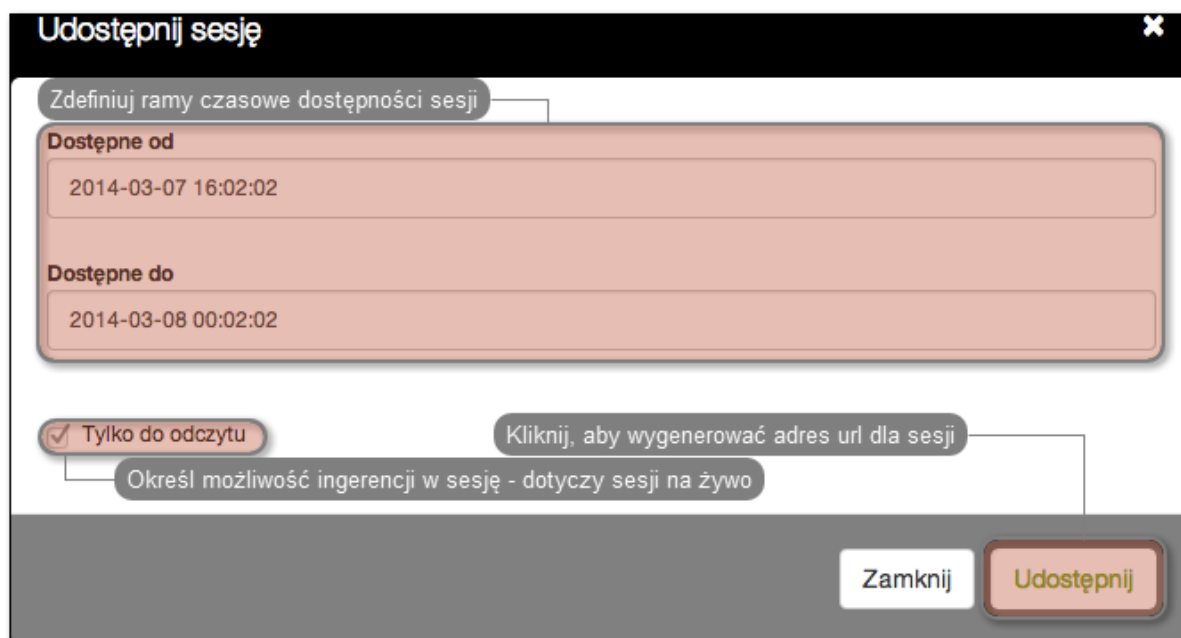 Udostępnij sesję
Zdefiniuj ramy czasowe dostępności sesji
Dostępne od
2014-03-07 16:02:02
Dostępne do
2014-03-08 00:02:02
Tylko do odczytu
Kliknij, aby wygenerować adres url dla sesji
Określ możliwość ingerencji w sesję - dotyczy sesji na żywo
Zamknij
Udostępnij